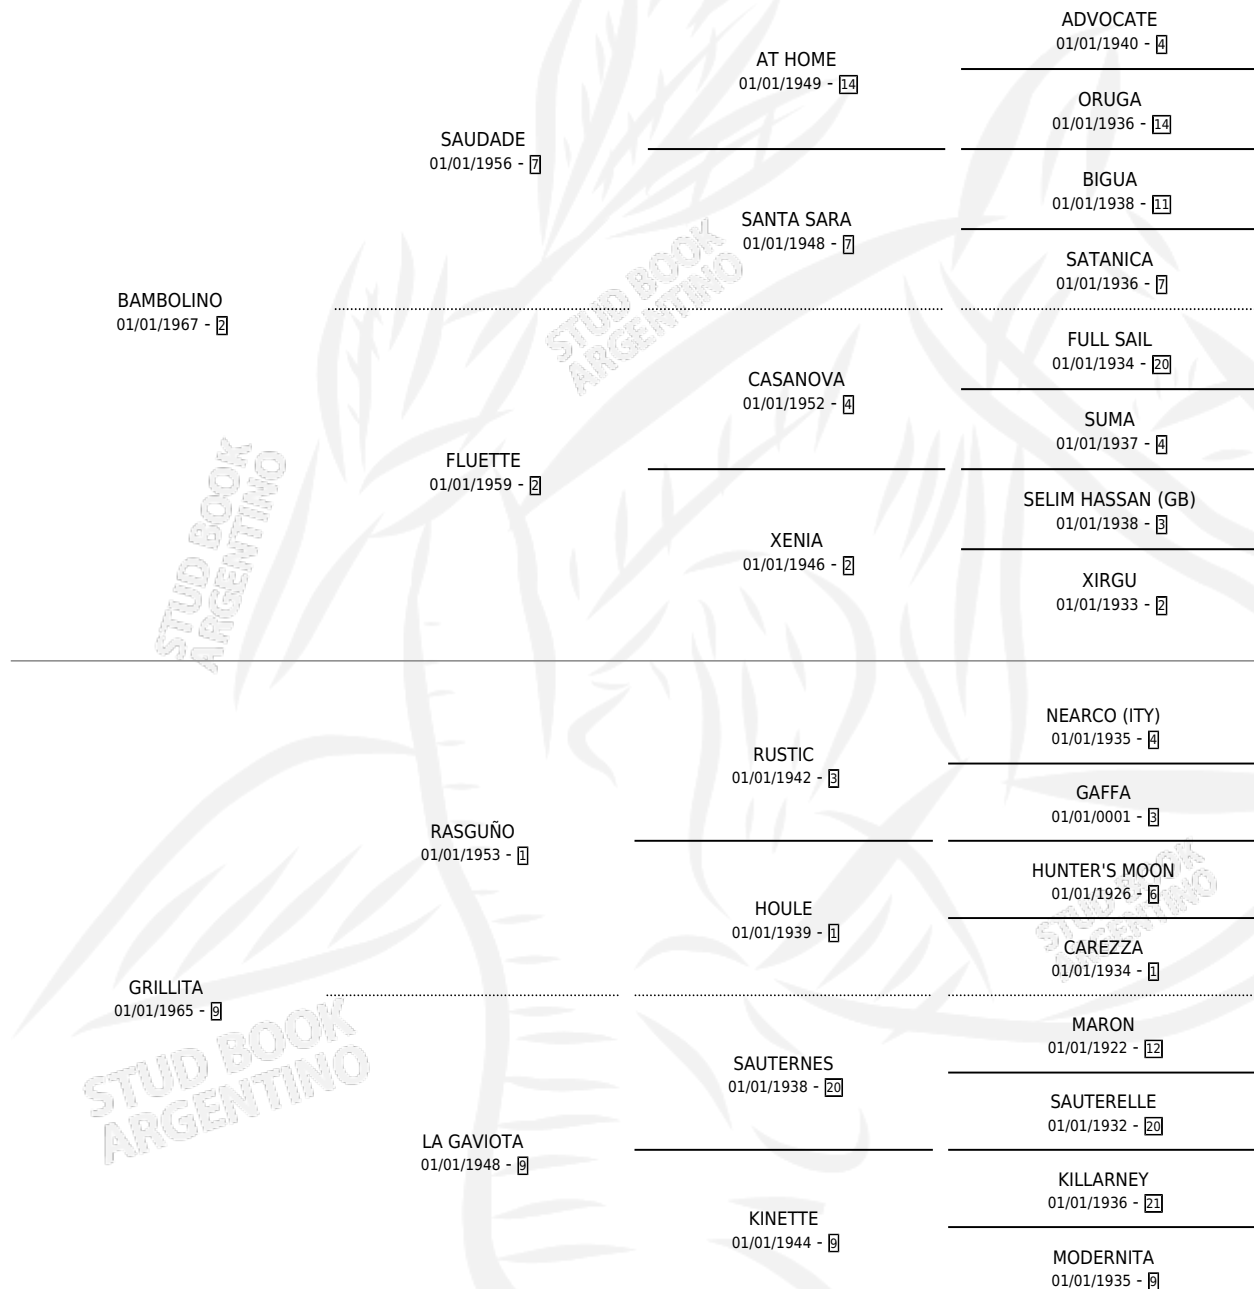 ADVOCATE
01/01/1940 - 4
AT HOME
01/01/1949 - 14
ORUGA
01/01/1936 - 14
SAUDADE
01/01/1956 - 7
BIGUA
01/01/1938 - 11
SANTA SARA
01/01/1948 - 7
SATANICA
01/01/1936 - 7
BAMBOLINO
01/01/1967 - 2
FULL SAIL
01/01/1934 - 20
CASANOVA
01/01/1952 - 4
SUMA
01/01/1937 - 4
FLUETTE
01/01/1959 - 2
SELIM HASSAN (GB)
01/01/1938 - 3
XENIA
01/01/1946 - 2
XIRGU
01/01/1933 - 2
NEARCO (ITY)
01/01/1935 - 4
RUSTIC
01/01/1942 - 3
GAFFA
01/01/0001 - 3
RASGUÑO
01/01/1953 - 1
HUNTER'S MOON
01/01/1926 - 6
HOULE
01/01/1939 - 1
CAREZZA
01/01/1934 - 1
GRILLITA
01/01/1965 - 9
MARON
01/01/1922 - 12
SAUTERNES
01/01/1938 - 20
SAUTERELLE
01/01/1932 - 20
LA GAVIOTA
01/01/1948 - 9
KILLARNEY
01/01/1936 - 21
KINETTE
01/01/1944 - 9
MODERNITA
01/01/1935 - 9
STUD BOOK
ARGENTINO
STUD BOOK
ARGENTINO
STUD BOOK
ARGENTINO
STUD BOOK
ARGENTINO